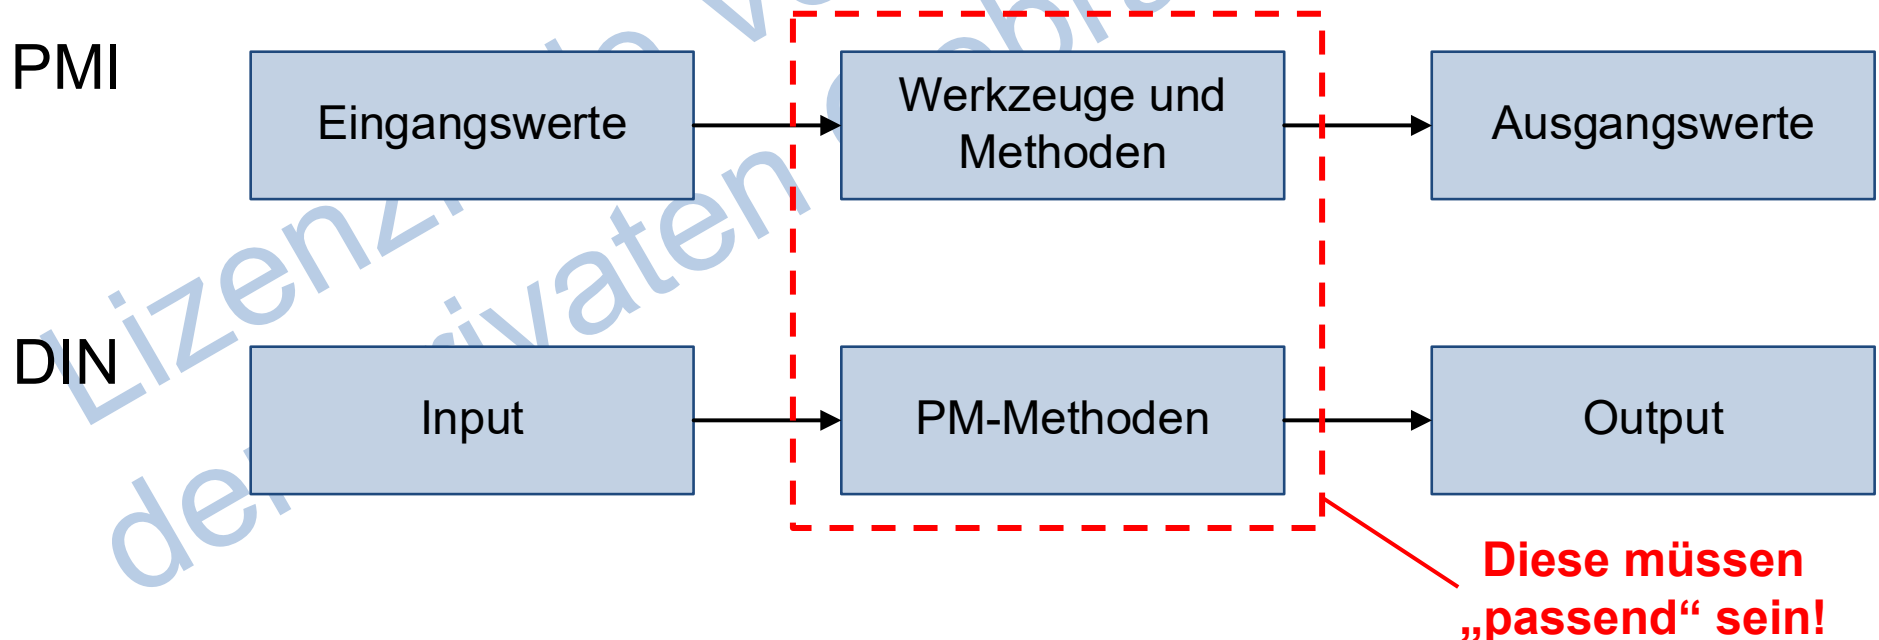 PMI
Eingangswerte
Werkzeuge und
Methoden
Ausgangswerte
DIN
Input
PM-Methoden
Output
Diese müssen
„passend“ sein!